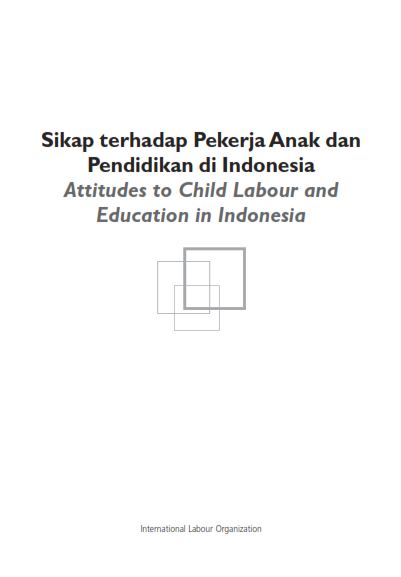 Sikap terhadap Pekerja Anak dan
Pendidikan di Indonesia
Attitudes to Child Labour and
Education in Indonesia
International Labour Organization